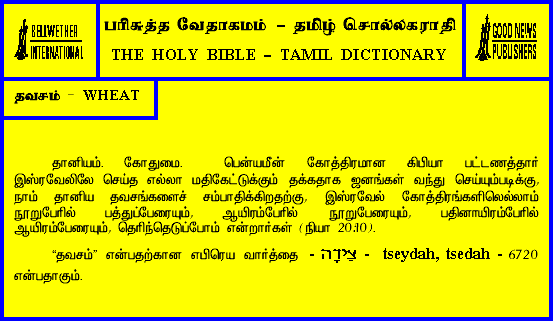 BELLWETHER
INTERNATIONAL
பரிசுத்த வேதாகமம் - தமிழ் சொல்லகராதி
THE HOLY BIBLE - TAMIL DICTIONARY
GOOD NEWS
PUBLISHERS
தவசம் - WHEAT
தானியம். கோதுமை. பென்யமீன் கோத்திரமான கிபியா பட்டணத்தார்
இஸ்ரவேலிலே செய்த எல்லா மதிகேட்டுக்கும் தக்கதாக ஜனங்கள் வந்து செய்யும்படிக்கு,
நாம் தானிய தவசங்களைச் சம்பாதிக்கிறதற்கு, இஸ்ரவேல் கோத்திரங்களிலெல்லாம்
நூறுபேரில் பத்துப்பேரையும், ஆயிரம்பேரில் நூறுபேரையும், பதினாயிரம்பேரில்
ஆயிரம்பேரையும், தெரிந்தெடுப்போம் என்றார்கள் (நியா 20:10).
“தவசம்” என்பதற்கான எபிரெய வார்த்தை - צֵידָה - tseydah, tsedah - 6720
என்பதாகும்.